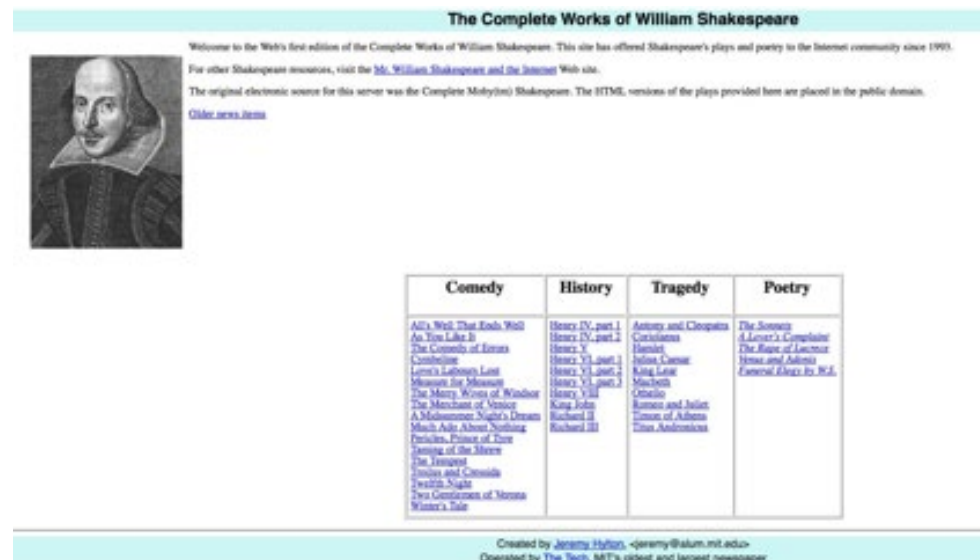 The Complete Works of William Shakespeare
Welcome to the Web's first edition of the Complete Works of William Shakespeare. This site has offered Shakespeare's plays and poetry to the Internet community since 1993.
For other Shakespeare resources, visit the Mr. William Shakespeare and the Internet Web site.
The original electronic source for this server was the Complete Moby(tm) Shakespeare. The HTML versions of the plays provided here are placed in the public domain.
Older news items
Comedy
All's Well That Ends Well
As You Like It
The Comedy of Errors
Cymbeline
Love's Labours Lost
Measure for Measure
The Merry Wives of Windsor
The Merchant of Venice
A Midsummer Night's Dream
Much Ado About Nothing
Pericles, Prince of Tyre
Taming of the Shrew
The Tempest
Troilus and Cressida
Twelfth Night
Two Gentlemen of Verona
Winter's Tale
History
Henry IV, part 1
Henry IV, part 2
Henry V
Henry VI, part 1
Henry VI, part 2
Henry VI, part 3
Henry VIII
King John
Richard II
Richard III
Tragedy
Antony and Cleopatra
Coriolanus
Hamlet
Julius Caesar
King Lear
Macbeth
Othello
Romeo and Juliet
Timon of Athens
Titus Andronicus
Poetry
The Sonnets
A Lover's Complaint
The Rape of Lucrece
Venus and Adonis
Funeral Elegy by W.S.
Created by Jeremy Hylton, <jeremy@alum.mit.edu>
Operated by The Tech, MIT's oldest and largest newspaper